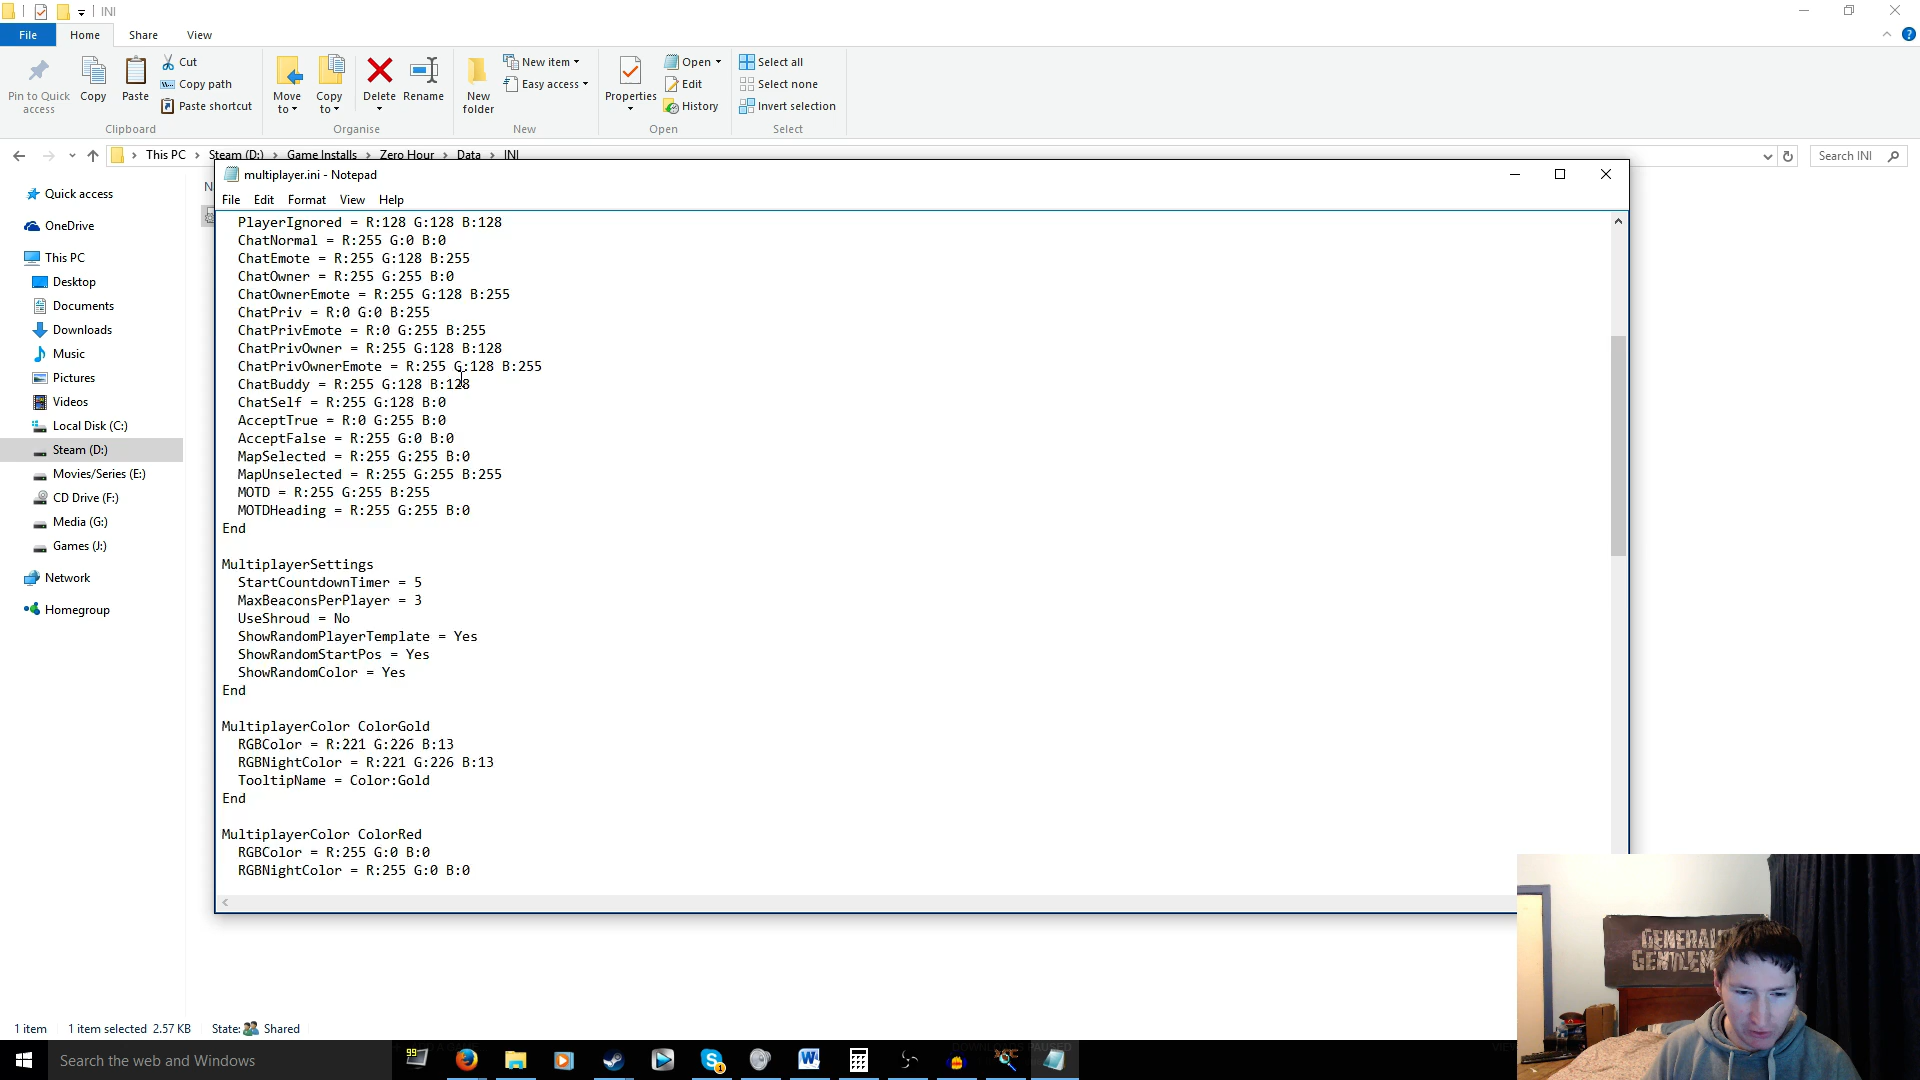 INI
File Home Share View
Pin to Quick access
Copy
Paste
Cut
Copy path
Paste shortcut
Clipboard
Move to
Copy to
Delete
Rename
Organise
New folder
New item
Easy access
New
Properties
Open
Edit
History
Open
Select all
Select none
Invert selection
Select
This PC > Steam (D:) > Game Installs > Zero Hour > Data > INI
Search INI
Quick access
OneDrive
This PC
Desktop
Documents
Downloads
Music
Pictures
Videos
Local Disk (C:)
Steam (D:)
Movies/Series (E:)
CD Drive (F:)
Media (G:)
Games (J:)
Network
Homegroup
multiplayer.ini - Notepad
File Edit Format View Help
PlayerIgnored = R:128 G:128 B:128
ChatNormal = R:255 G:0 B:0
ChatEmote = R:255 G:128 B:255
ChatOwner = R:255 G:255 B:0
ChatOwnerEmote = R:255 G:128 B:255
ChatPriv = R:0 G:0 B:255
ChatPrivEmote = R:0 G:255 B:255
ChatPrivOwner = R:255 G:128 B:128
ChatPrivOwnerEmote = R:255 G:128 B:255
ChatBuddy = R:255 G:128 B:128
ChatSelf = R:255 G:128 B:0
AcceptTrue = R:0 G:255 B:0
AcceptFalse = R:255 G:0 B:0
MapSelected = R:255 G:255 B:0
MapUnselected = R:255 G:255 B:255
MOTD = R:255 G:255 B:255
MOTDHeading = R:255 G:255 B:0
End
MultiplayerSettings
StartCountdownTimer = 5
MaxBeaconsPerPlayer = 3
UseShroud = No
ShowRandomPlayerTemplate = Yes
ShowRandomStartPos = Yes
ShowRandomColor = Yes
End
MultiplayerColor ColorGold
RGBColor = R:221 G:226 B:13
RGBNightColor = R:221 G:226 B:13
TooltipName = Color:Gold
End
MultiplayerColor ColorRed
RGBColor = R:255 G:0 B:0
RGBNightColor = R:255 G:0 B:0
GENERAL
GENTLEM
1 item 1 item selected 2.57 KB State: Shared
Search the web and Windows
99
1